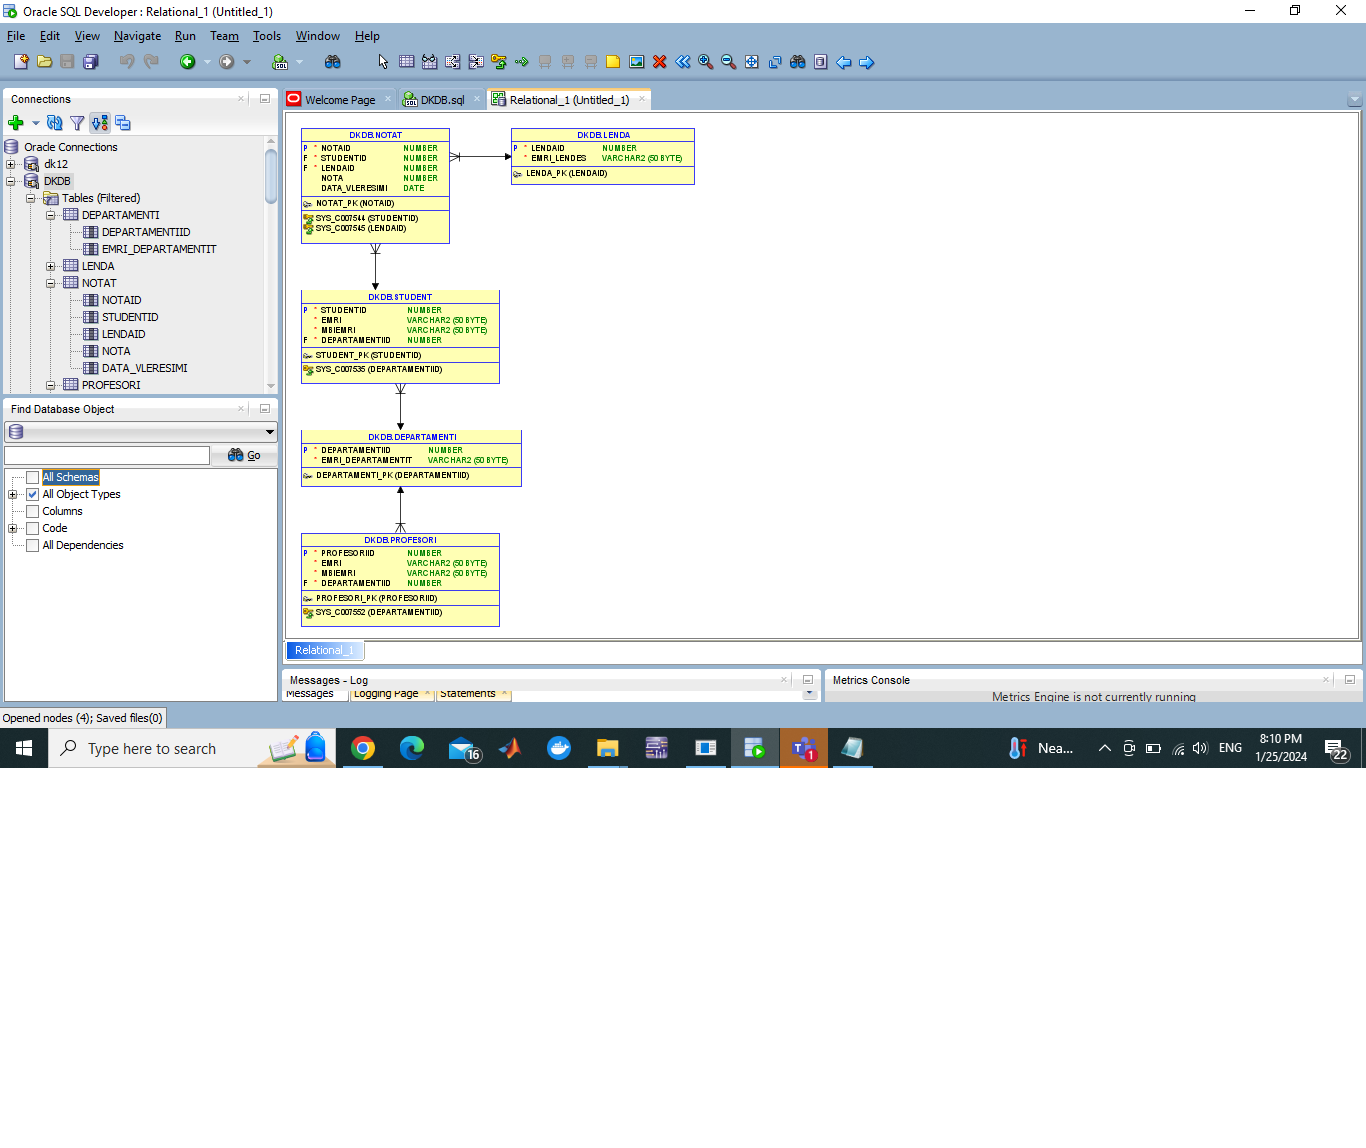 Oracle SQL Developer : Relational_1 (Untitled_1)
File Edit View Navigate Run Team Tools Window Help
Connections
Oracle Connections
dk12
DKDB
Tables (Filtered)
DEPARTAMENTI
DEPARTAMENTIID
EMRI_DEPARTAMENTIT
LENDA
NOTAT
NOTAID
STUDENTID
LENDAID
NOTA
DATA_VLERESIMI
PROFESORI
Find Database Object
Go
All Schemas
All Object Types
Columns
Code
All Dependencies
Welcome Page
DKDB.sql
Relational_1 (Untitled_1)
DKDB.NOTAT
P * NOTAID NUMBER
F * STUDENTID NUMBER
F * LENDAID NUMBER
NOTA NUMBER
DATA_VLERESIMI DATE
NOTAT_PK (NOTAID)
SYS_C007544 (STUDENTID)
SYS_C007545 (LENDAID)
DKDB.LENDA
P * LENDAID NUMBER
* EMRI_LENDES VARCHAR2 (50 BYTE)
LENDA_PK (LENDAID)
DKDB.STUDENT
P * STUDENTID NUMBER
* EMRI VARCHAR2 (50 BYTE)
* MBIEMRI VARCHAR2 (50 BYTE)
F * DEPARTAMENTIID NUMBER
STUDENT_PK (STUDENTID)
SYS_C007535 (DEPARTAMENTIID)
DKDB.DEPARTAMENTI
P * DEPARTAMENTIID NUMBER
* EMRI_DEPARTAMENTIT VARCHAR2 (50 BYTE)
DEPARTAMENTI_PK (DEPARTAMENTIID)
DKDB.PROFESORI
P * PROFESORIID NUMBER
* EMRI VARCHAR2 (50 BYTE)
* MBIEMRI VARCHAR2 (50 BYTE)
F * DEPARTAMENTIID NUMBER
PROFESORI_PK (PROFESORIID)
SYS_C007552 (DEPARTAMENTIID)
Relational_1
Messages - Log
Messages Logging Page Statements
Metrics Console
Metrics Engine is not currently running
Opened nodes (4); Saved files(0)
Type here to search
16
1
Nea...
ENG
8:10 PM
1/25/2024
22